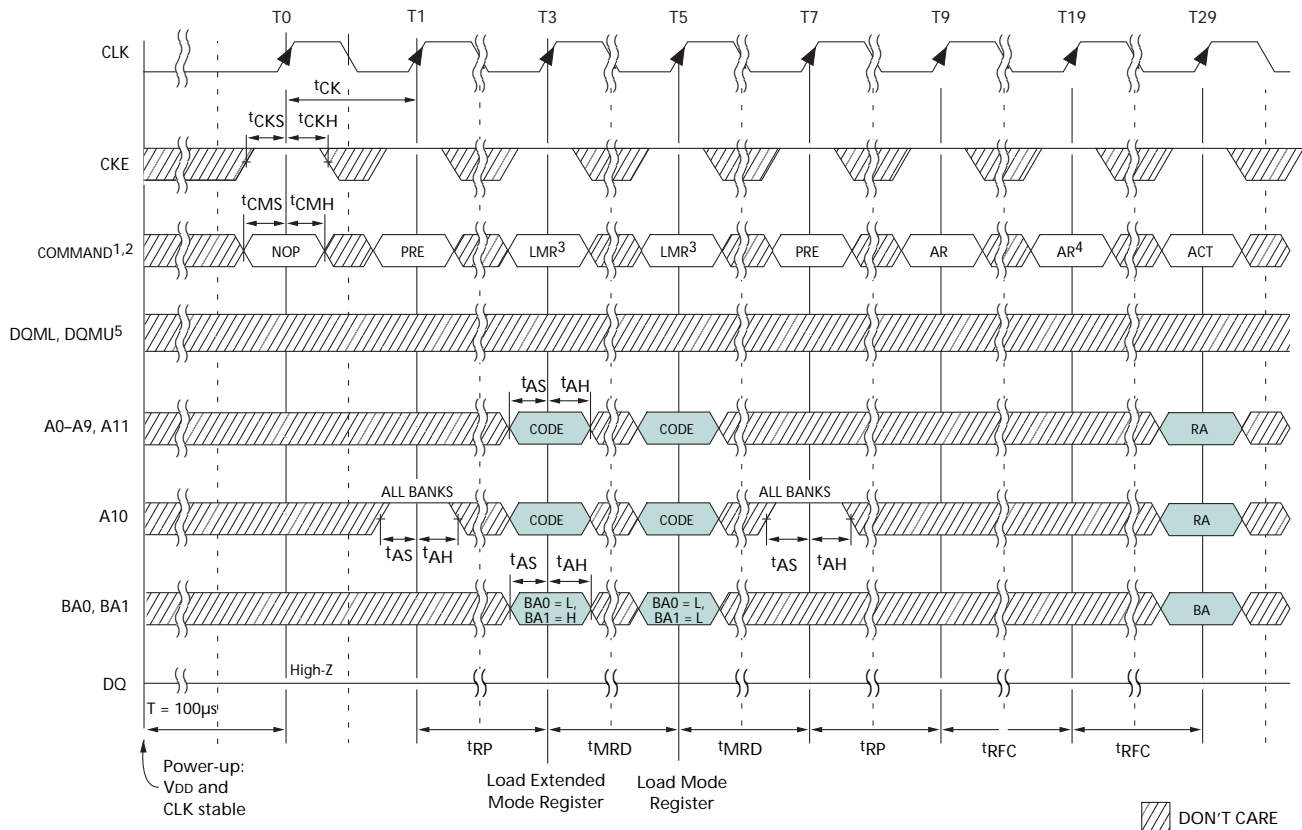 T0 T1 T3 T5 T7 T9 T19 T29
CLK
tCK
tCKS tCKH
CKE
tCMS tCMH
COMMAND1,2 NOP PRE LMR3 LMR3 PRE AR AR4 ACT
DQML, DQMU5
tAS tAH
A0–A9, A11 CODE CODE RA
ALL BANKS ALL BANKS
A10 CODE CODE RA
tAS tAH tAS tAH
tAS tAH
BA0, BA1 BA0 = L, BA1 = H BA0 = L, BA1 = L BA
High-Z
DQ
T = 100µs
tRP tMRD tMRD tRP tRFC tRFC
Power-up:
VDD and
CLK stable
Load Extended
Mode Register
Load Mode
Register
DON'T CARE